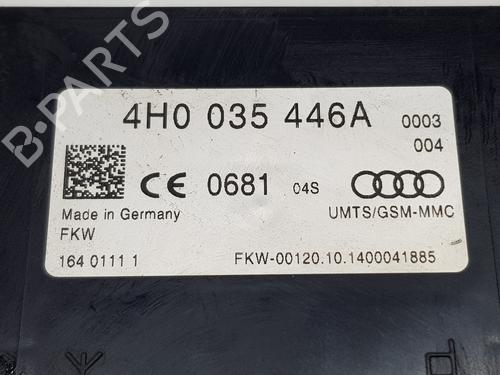 4H0 035 446A 0003
004
CE 0681 04S
Made in Germany UMTS/GSM-MMC
FKW
164 0111 1 FKW-00120.10.1400041885
B-PARTS